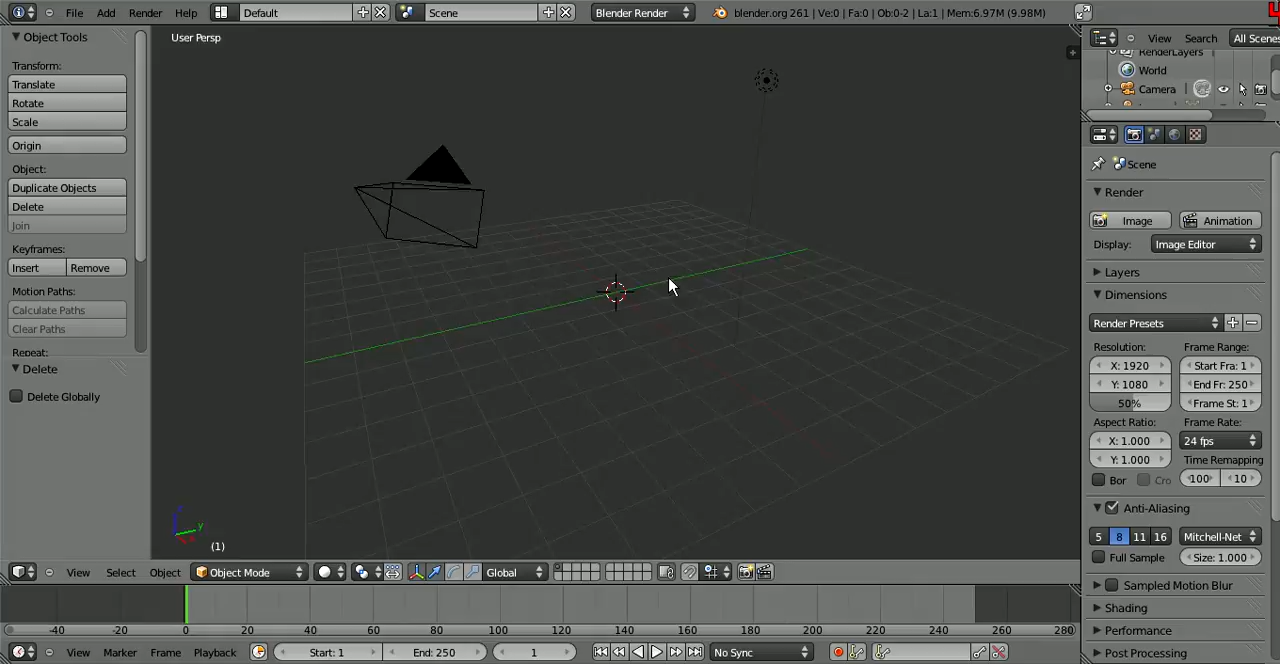 File Add Render Help Default Scene Blender Render blender.org 261 | Ve:0 | Fa:0 | Ob:0-2 | La:1 | Mem:6.97M (9.98M)
Object Tools
Transform:
Translate
Rotate
Scale
Origin
Object:
Duplicate Objects
Delete
Join
Keyframes:
Insert Remove
Motion Paths:
Calculate Paths
Clear Paths
Repeat:
Delete
Delete Globally
User Persp
z
y
x
(1)
View Select Object Object Mode Global
-40 -20 0 20 40 60 80 100 120 140 160 180 200 220 240 260 280
View Marker Frame Playback Start: 1 End: 250 1 No Sync
View Search All Scenes
RenderLayers
World
Camera
Scene
Render
Image Animation
Display: Image Editor
Layers
Dimensions
Render Presets
Resolution: Frame Range:
X: 1920 Start Fra: 1
Y: 1080 End Fr: 250
50% Frame St: 1
Aspect Ratio: Frame Rate:
X: 1.000 24 fps
Y: 1.000 Time Remapping
Bor Cro 100 10
Anti-Aliasing
5 8 11 16 Mitchell-Net
Full Sample Size: 1.000
Sampled Motion Blur
Shading
Performance
Post Processing